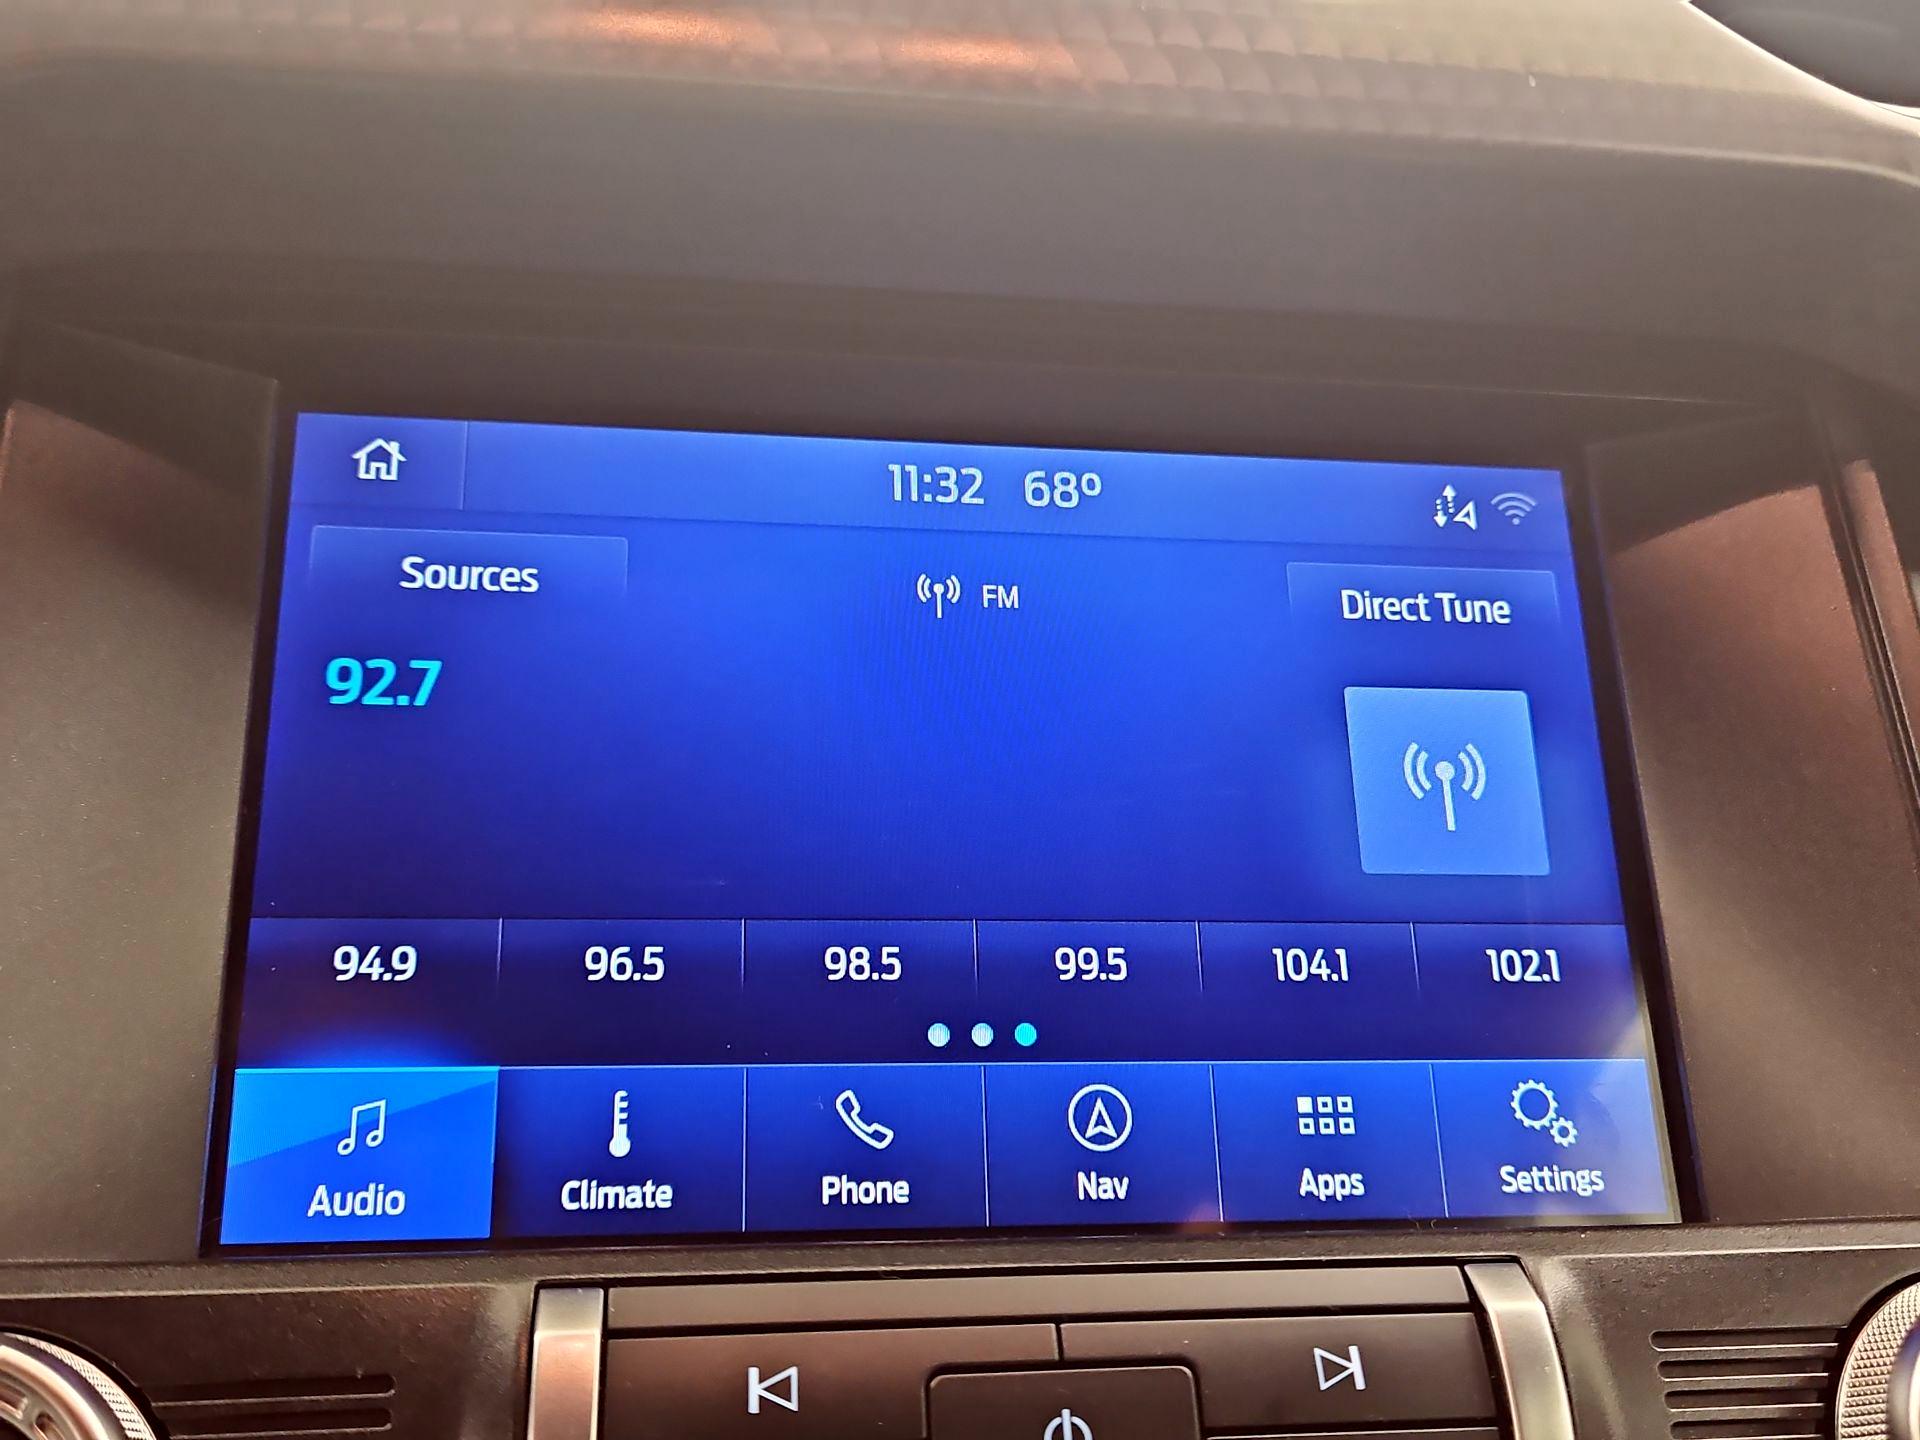 11:32 68°
Sources
FM
Direct Tune
92.7
94.9 96.5 98.5 99.5 104.1 102.1
Audio Climate Phone Nav Apps Settings